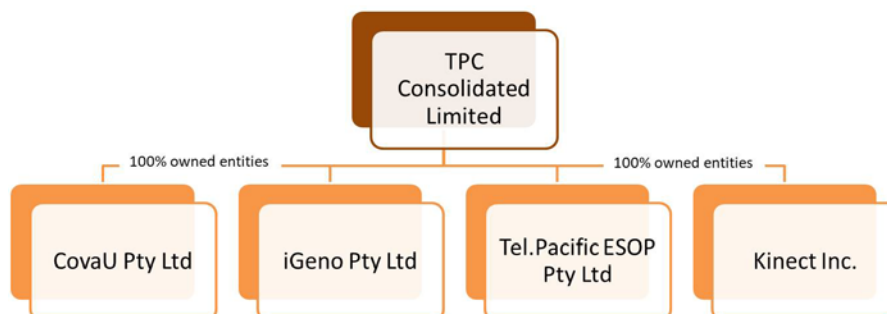 TPC
Consolidated
Limited
100% owned entities
100% owned entities
CovaU Pty Ltd
iGeno Pty Ltd
Tel.Pacific ESOP
Pty Ltd
Kinect Inc.